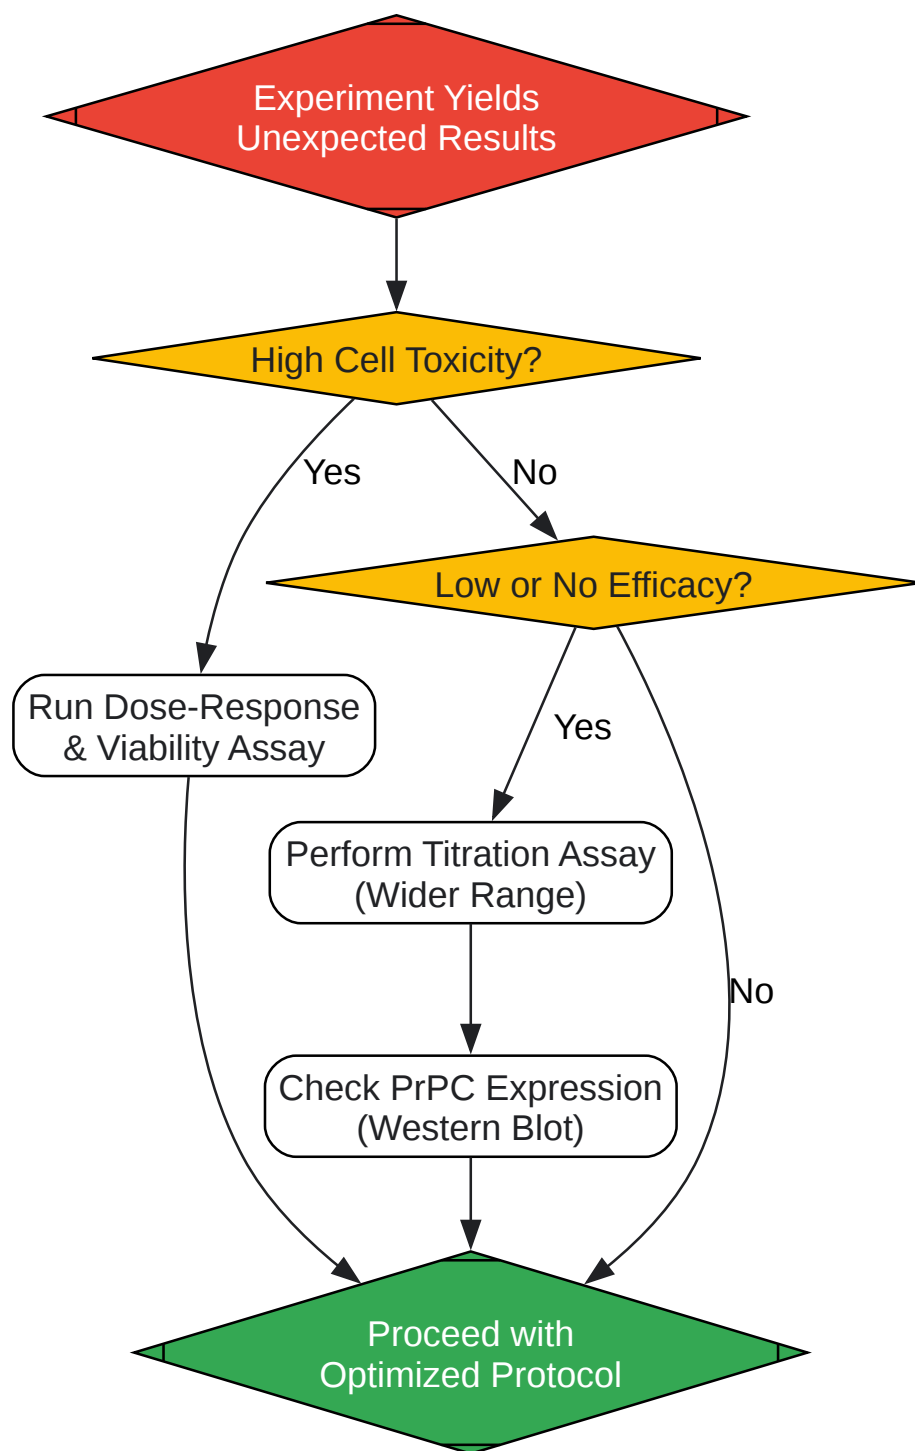 Experiment Yields
Unexpected Results
High Cell Toxicity?
Yes
No
Low or No Efficacy?
Run Dose-Response
& Viability Assay
Yes
Perform Titration Assay
(Wider Range)
No
Check PrPC Expression
(Western Blot)
Proceed with
Optimized Protocol